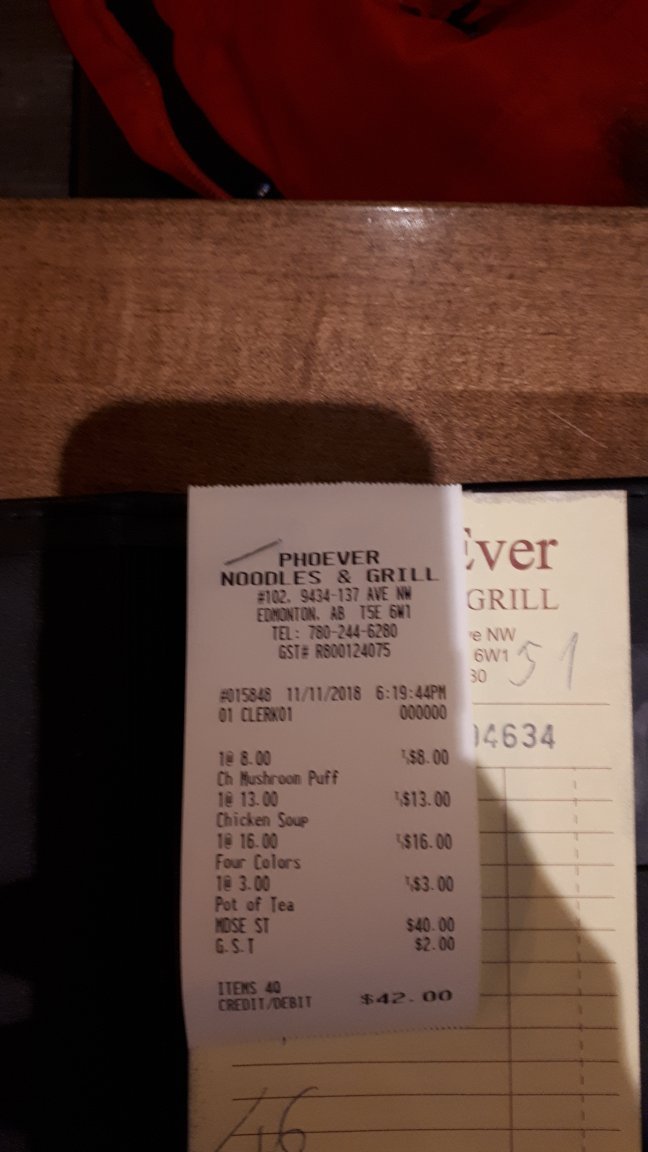 PHOEVER
NOODLES & GRILL
#102, 9434-137 AVE NW
EDMONTON, AB T5E 6W1
TEL: 780-244-6280
GST# R800124075
#015848 11/11/2018 6:19:44PM
01 CLERK01 000000
1@ 8.00 $8.00
Ch Mushroon Puff
1@ 13.00 $13.00
Chicken Soup
1@ 16.00 $16.00
Four Colors
1@ 3.00 $3.00
Pot of Tea
MDSE ST $40.00
G.S.T $2.00
ITEMS 4Q
CREDIT/DEBIT $42.00
Ever
GRILL
ve NW
6W1
30
51
94634
46